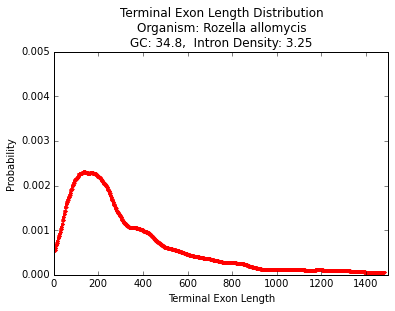 Terminal Exon Length Distribution
Organism: Rozella allomycis
GC: 34.8,  Intron Density: 3.25
0.005
0.004
0.003
0.002
0.001
0.000
Probability
0 200 400 600 800 1000 1200 1400
Terminal Exon Length